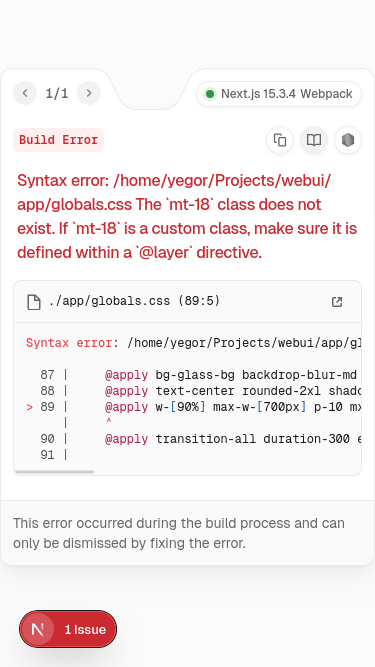 1/1
Next.js 15.3.4 Webpack
Build Error
Syntax error: /home/yegor/Projects/webui/
app/globals.css The `mt-18` class does not
exist. If `mt-18` is a custom class, make sure it is
defined within a `@layer` directive.
./app/globals.css (89:5)
Syntax error: /home/yegor/Projects/webui/app/gl
87 | @apply bg-glass-bg backdrop-blur-md
88 | @apply text-center rounded-2xl shado
> 89 | @apply w-[90%] max-w-[700px] p-10 mx
| ^
90 | @apply transition-all duration-300 e
91 |
This error occurred during the build process and can
only be dismissed by fixing the error.
N 1 Issue